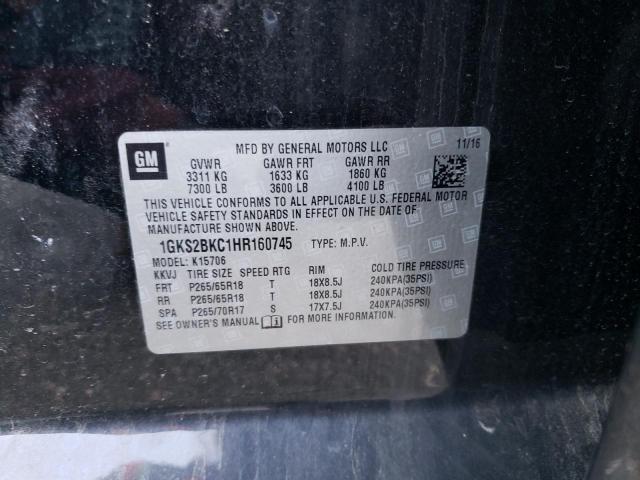 GM
MFD BY GENERAL MOTORS LLC 11/16
GVWR GAWR FRT GAWR RR
3311 KG 1633 KG 1860 KG
7300 LB 3600 LB 4100 LB
THIS VEHICLE CONFORMS TO ALL APPLICABLE U.S. FEDERAL MOTOR
VEHICLE SAFETY STANDARDS IN EFFECT ON THE DATE OF
MANUFACTURE SHOWN ABOVE.
1GKS2BKC1HR160745 TYPE: M.P.V.
MODEL: K15706
KKVJ TIRE SIZE SPEED RTG RIM COLD TIRE PRESSURE
FRT P265/65R18 T 18X8.5J 240KPA(35PSI)
RR P265/65R18 T 18X8.5J 240KPA(35PSI)
SPA P265/70R17 S 17X7.5J 240KPA(35PSI)
SEE OWNER'S MANUAL FOR MORE INFORMATION.